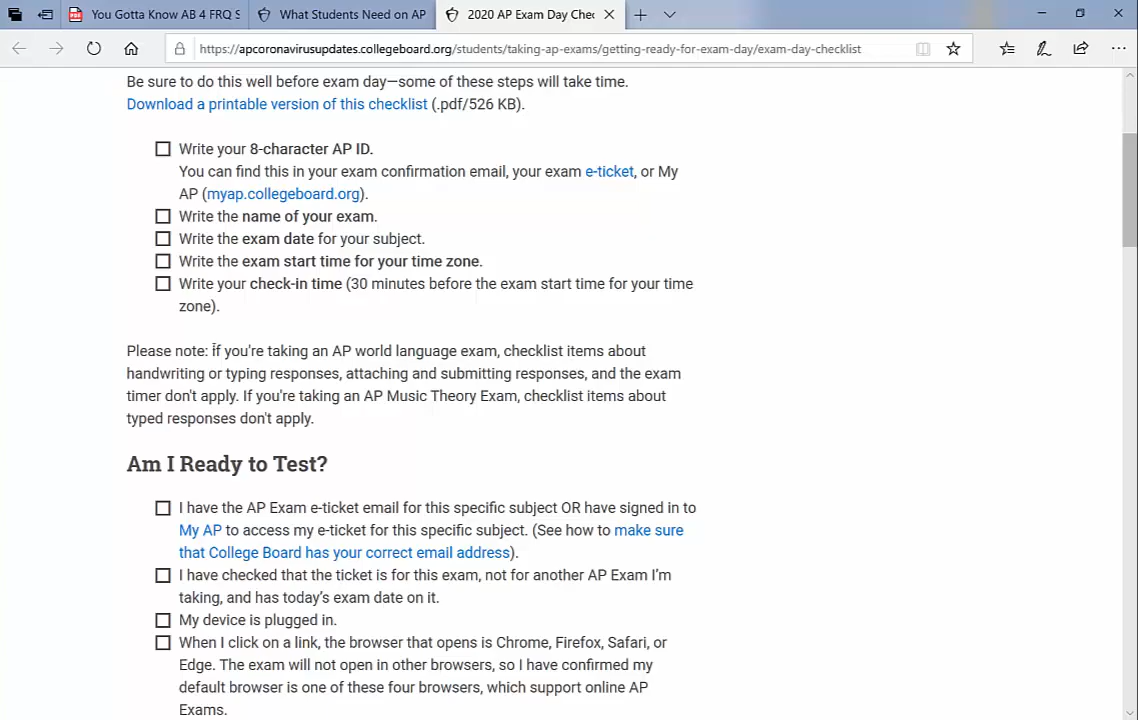 You Gotta Know AB 4 FRQ S
What Students Need on AP
2020 AP Exam Day Chec
https://apcoronavirusupdates.collegeboard.org/students/taking-ap-exams/getting-ready-for-exam-day/exam-day-checklist
Be sure to do this well before exam day—some of these steps will take time.
Download a printable version of this checklist (.pdf/526 KB).
Write your 8-character AP ID.
You can find this in your exam confirmation email, your exam e-ticket, or My
AP (myap.collegeboard.org).
Write the name of your exam.
Write the exam date for your subject.
Write the exam start time for your time zone.
Write your check-in time (30 minutes before the exam start time for your time
zone).
Please note: If you're taking an AP world language exam, checklist items about
handwriting or typing responses, attaching and submitting responses, and the exam
timer don't apply. If you're taking an AP Music Theory Exam, checklist items about
typed responses don't apply.
Am I Ready to Test?
I have the AP Exam e-ticket email for this specific subject OR have signed in to
My AP to access my e-ticket for this specific subject. (See how to make sure
that College Board has your correct email address).
I have checked that the ticket is for this exam, not for another AP Exam I'm
taking, and has today's exam date on it.
My device is plugged in.
When I click on a link, the browser that opens is Chrome, Firefox, Safari, or
Edge. The exam will not open in other browsers, so I have confirmed my
default browser is one of these four browsers, which support online AP
Exams.